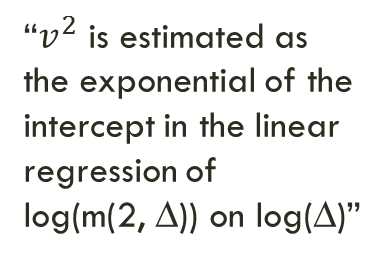 “𝑣² is estimated as
the exponential of the
intercept in the linear
regression of
log(m(2, Δ)) on log(Δ)”